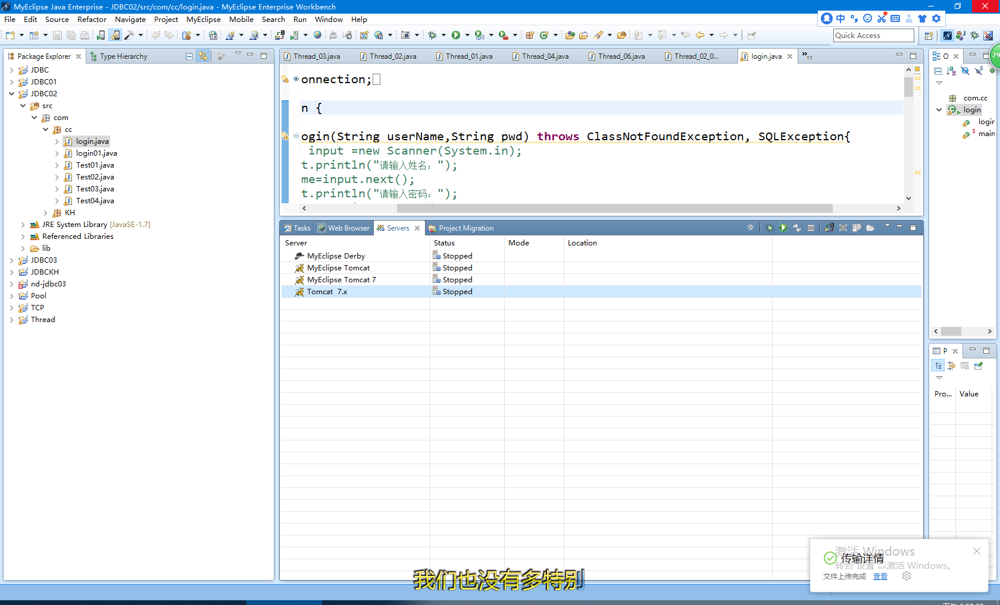 MyEclipse Java Enterprise - JDBC02/src/com/cc/login.java - MyEclipse Enterprise Workbench
File Edit Source Refactor Navigate Project MyEclipse Mobile Search Run Window Help
中
Quick Access
Package Explorer
Type Hierarchy
JDBC
JDBC01
JDBC02
src
com
cc
login.java
login01.java
Test01.java
Test02.java
Test03.java
Test04.java
KH
JRE System Library [JavaSE-1.7]
Referenced Libraries
lib
JDBC03
JDBCKH
nd-jdbc03
Pool
TCP
Thread
Thread_03.java Thread_02.java Thread_01.java Thread_04.java Thread_06.java Thread_02_0... login.java »11
onnection;
n {
ogin(String userName,String pwd) throws ClassNotFoundException, SQLException{
input =new Scanner(System.in);
t.println("请输入姓名：");
me=input.next();
t.println("请输入密码：");
Tasks Web Browser Servers Project Migration
Server Status Mode Location
MyEclipse Derby Stopped
MyEclipse Tomcat Stopped
MyEclipse Tomcat 7 Stopped
Tomcat 7.x Stopped
O
79
com.cc
login
logir
main
P
Pro... Value
激活 Windows
传输详情
转到"设置"以激活 Windows。
文件上传完成 查看
我们也没有多特别